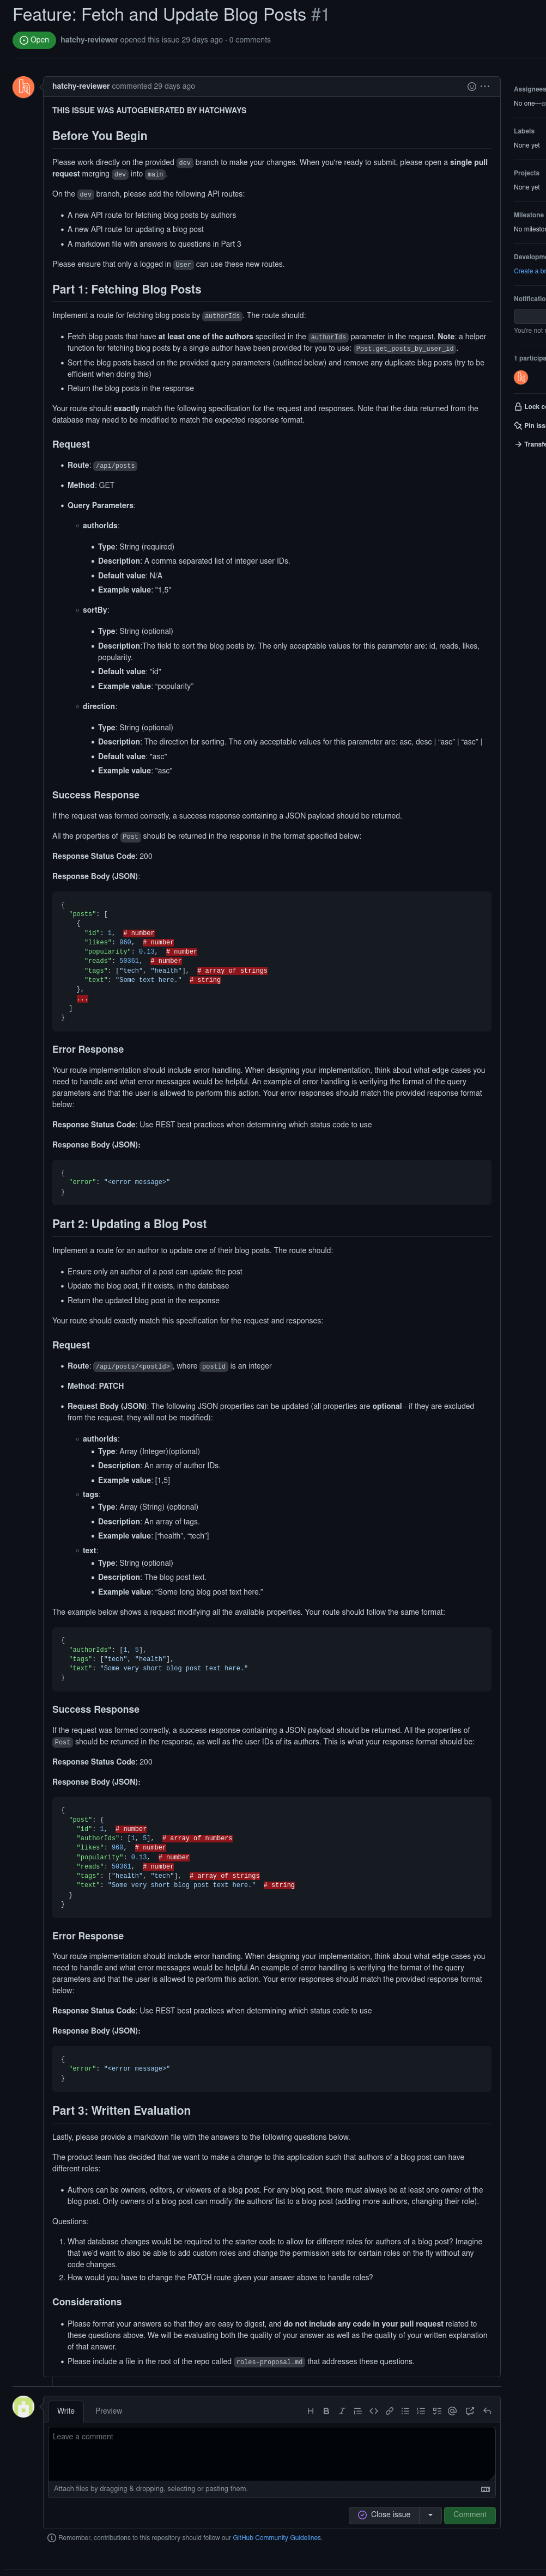 Feature: Fetch and Update Blog Posts #1
Open hatchy-reviewer opened this issue 29 days ago · 0 comments
hatchy-reviewer commented 29 days ago
THIS ISSUE WAS AUTOGENERATED BY HATCHWAYS
Before You Begin
Please work directly on the provided dev branch to make your changes. When you're ready to submit, please open a single pull
request merging dev into main.
On the dev branch, please add the following API routes:
• A new API route for fetching blog posts by authors
• A new API route for updating a blog post
• A markdown file with answers to questions in Part 3
Please ensure that only a logged in User can use these new routes.
Part 1: Fetching Blog Posts
Implement a route for fetching blog posts by authorIds. The route should:
• Fetch blog posts that have at least one of the authors specified in the authorIds parameter in the request. Note: a helper
function for fetching blog posts by a single author have been provided for you to use: Post.get_posts_by_user_id.
• Sort the blog posts based on the provided query parameters (outlined below) and remove any duplicate blog posts (try to be
efficient when doing this)
• Return the blog posts in the response
Your route should exactly match the following specification for the request and responses. Note that the data returned from the
database may need to be modified to match the expected response format.
Request
• Route: /api/posts
• Method: GET
• Query Parameters:
◦ authorIds:
▪ Type: String (required)
▪ Description: A comma separated list of integer user IDs.
▪ Default value: N/A
▪ Example value: "1,5"
◦ sortBy:
▪ Type: String (optional)
▪ Description:The field to sort the blog posts by. The only acceptable values for this parameter are: id, reads, likes,
popularity.
▪ Default value: "id"
▪ Example value: “popularity”
◦ direction:
▪ Type: String (optional)
▪ Description: The direction for sorting. The only acceptable values for this parameter are: asc, desc | “asc” | “asc” |
▪ Default value: "asc"
▪ Example value: "asc"
Success Response
If the request was formed correctly, a success response containing a JSON payload should be returned.
All the properties of Post should be returned in the response in the format specified below:
Response Status Code: 200
Response Body (JSON):
{
"posts": [
{
"id": 1, # number
"likes": 960, # number
"popularity": 0.13, # number
"reads": 50361, # number
"tags": ["tech", "health"], # array of strings
"text": "Some text here." # string
},
...
]
}
Error Response
Your route should include error handling. When designing your implementation, think about what edge cases you
need to handle and what error messages would be helpful. An example of error handling is verifying the format of the query
parameters and that the user is allowed to perform this action. Your error responses should match the provided response format
below:
Response Status Code: Use REST best practices when determining which status code to use
Response Body (JSON):
{
"error": "<error message>"
}
Part 2: Updating a Blog Post
Implement a route for an author to update one of their blog posts. The route should:
• Ensure only an author of a post can update the post
• Update the blog post, if it exists, in the database
• Return the updated blog post in the response
Your route should exactly match this specification for the request and responses:
Request
• Route: /api/posts/<postId>, where postId is an integer
• Method: PATCH
• Request Body (JSON): The following JSON properties can be updated (all properties are optional - if they are excluded
from the request, they will not be modified):
◦ authorIds:
▪ Type: Array (Integer)(optional)
▪ Description: An array of author IDs.
▪ Example value: [1,5]
◦ tags:
▪ Type: Array (String) (optional)
▪ Description: An array of tags.
▪ Example value: [“health”, “tech”]
◦ text:
▪ Type: String (optional)
▪ Description: The blog post text.
▪ Example value: “Some long blog post text here.”
The example below shows a request modifying all the available properties. Your route should follow the same format:
{
"authorIds": [1, 5],
"tags": ["tech", "health"],
"text": "Some very short blog post text here."
}
Success Response
If the request was formed correctly, a success response containing a JSON payload should be returned. All the properties of
Post should be returned in the response, as well as the user IDs of its authors. This is what your response format should be:
Response Status Code: 200
Response Body (JSON):
{
"post": {
"id": 1, # number
"authorIds": [1, 5], # array of numbers
"likes": 960, # number
"popularity": 0.13, # number
"reads": 50361, # number
"tags": ["health", "tech"], # array of strings
"text": "Some very short blog post text here." # string
}
}
Error Response
Your route implementation should include error handling. When designing your implementation, think about what edge cases you
need to handle and what error messages would be helpful.An example of error handling is verifying the format of the query
parameters and that the user is allowed to perform this action. Your error responses should match the provided response format
below:
Response Status Code: Use REST best practices when determining which status code to use
Response Body (JSON):
{
"error": "<error message>"
}
Part 3: Written Evaluation
Lastly, please provide a markdown file with the answers to the following questions below.
The product team has decided that we want to make a change to this application such that authors of a blog post can have
different roles:
• Authors can be owners, editors, or viewers of a blog post. For any blog post, there must always be at least one owner of the
blog post. Only owners of a blog post can modify the authors' list to a blog post (adding more authors, changing their role).
Questions:
1. What database changes would be required to the starter code to allow for different roles for authors of a blog post? Imagine
that we'd want to also be able to add custom roles and change the permission sets for certain roles on the fly without any
code changes.
2. How would you have to change the PATCH route given your answer above to handle roles?
Considerations
• Please format your answers so that they are easy to digest, and do not include any code in your pull request related to
these questions above. We will be evaluating both the quality of your answer as well as the quality of your written explanation
of that answer.
• Please include a file in the root of the repo called roles-proposal.md that addresses these questions.
Assignees
No one—
Labels
None yet
Projects
None yet
Milestone
No milesto
Developme
Create a br
Notificatio
You're not
1 participa
Lock c
Pin iss
Transfe
Write Preview
Leave a comment
Attach files by dragging & dropping, selecting or pasting them.
Close issue Comment
Remember, contributions to this repository should follow our GitHub Community Guidelines.